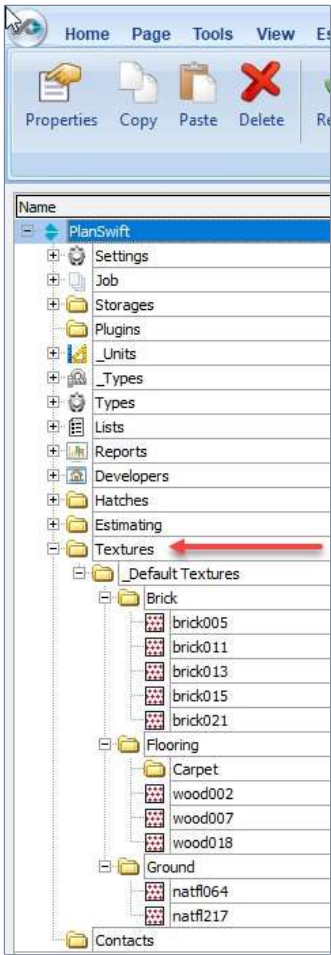 Home Page Tools View Es
Properties Copy Paste Delete Re
Name
PlanSwift
Settings
Job
Storages
Plugins
_Units
_Types
Types
Lists
Reports
Developers
Hatches
Estimating
Textures
_Default Textures
Brick
brick005
brick011
brick013
brick015
brick021
Flooring
Carpet
wood002
wood007
wood018
Ground
natfl064
natfl217
Contacts